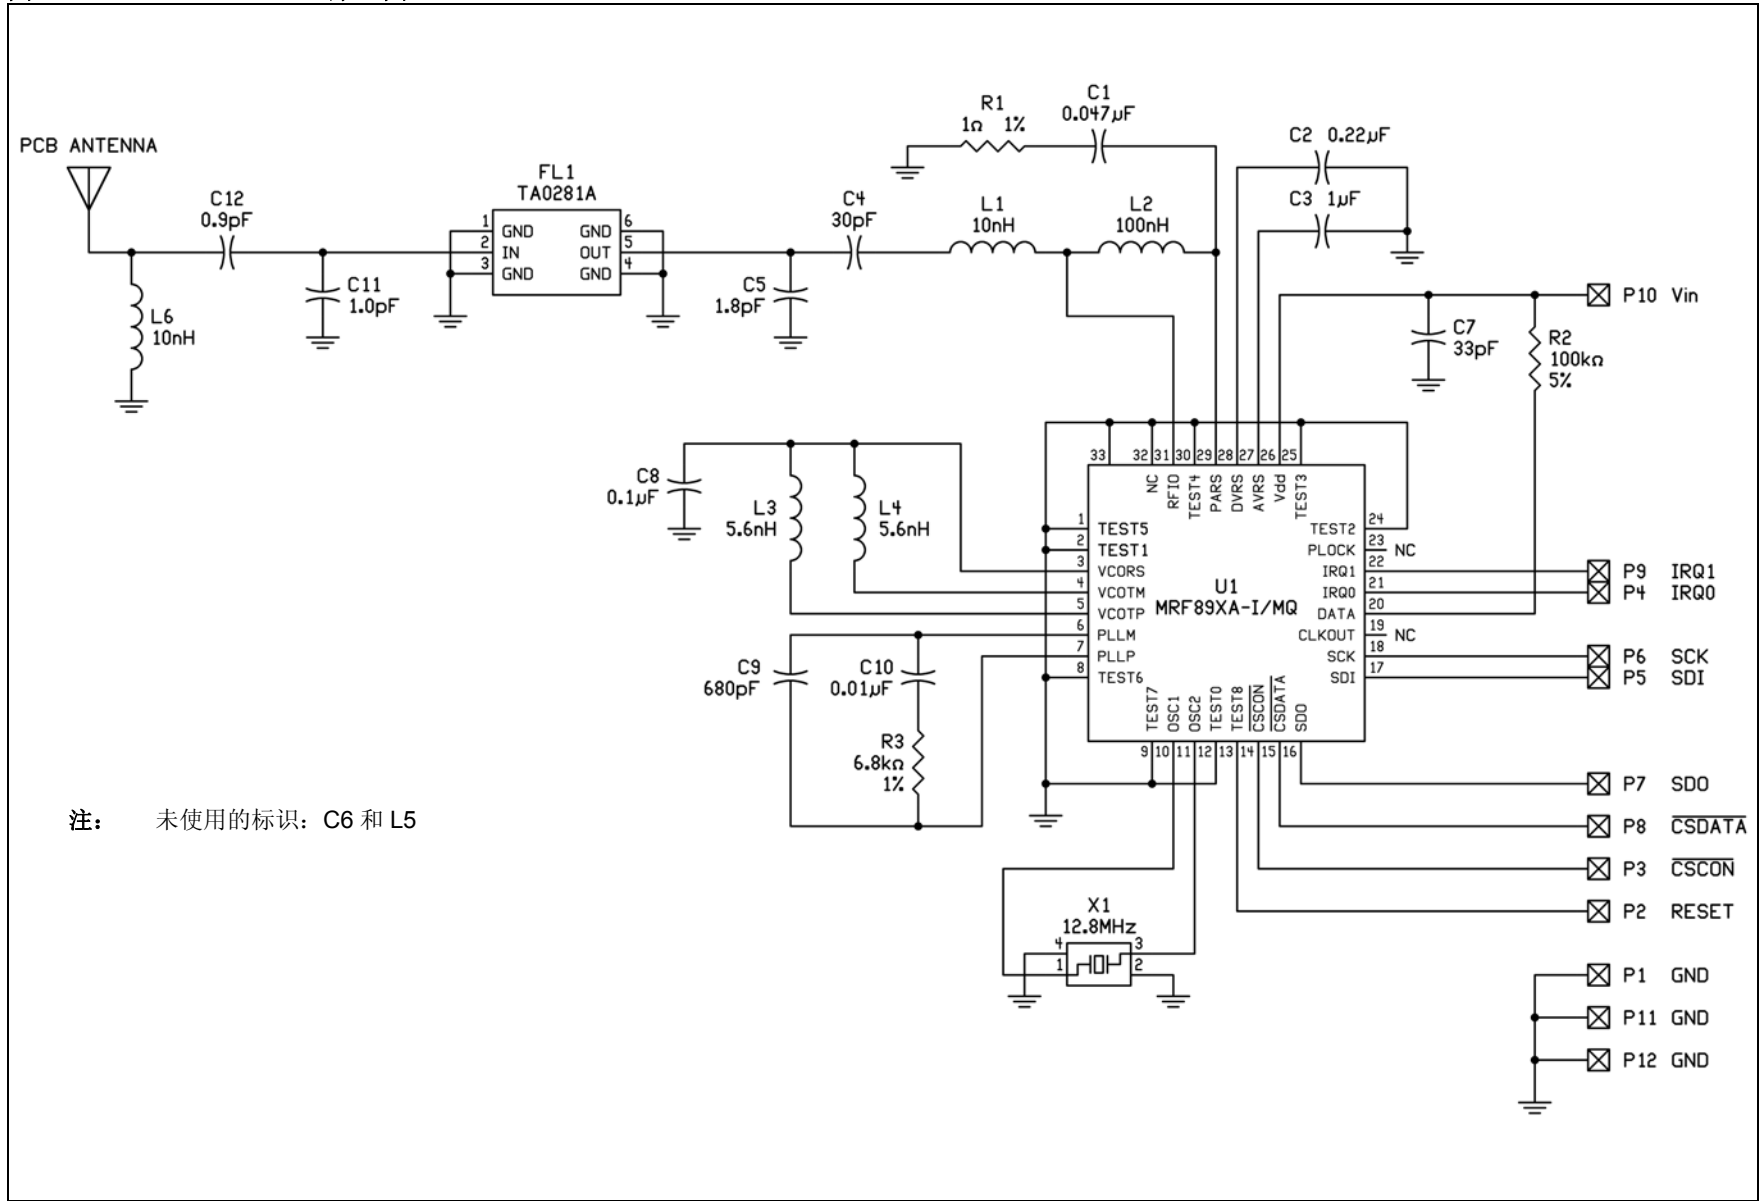 PCB ANTENNA
C12
0.9pF
L6
10nH
C11
1.0pF
FL1
TA0281A
1 GND
2 IN
3 GND
GND 6
OUT 5
GND 4
C5
1.8pF
C4
30pF
R1
1Ω 1%
C1
0.047µF
L1
10nH
L2
100nH
C2 0.22µF
C3 1µF
P10 Vin
C7
33pF
R2
100kΩ
5%
C8
0.1µF
L3
5.6nH
L4
5.6nH
33 32 31 30 29 28 27 26 25
NC
RFIO
TEST4
PARS
DVRS
AVRS
Vdd
TEST3
1 TEST5
2 TEST1
3 VCORS
4 VCOTM
5 VCOTP
6 PLLM
7 PLLP
8 TEST6
U1
MRF89XA-I/MQ
TEST2 24
PLOCK 23 NC
IRQ1 22
IRQ0 21
DATA 20
CLKOUT 19 NC
SCK 18
SDI 17
TEST7
OSC1
OSC2
TEST0
TEST8
CSCON
CSDATA
SDO
9 10 11 12 13 14 15 16
P9 IRQ1
P4 IRQ0
P6 SCK
P5 SDI
C9
680pF
C10
0.01µF
R3
6.8kΩ
1%
P7 SDO
P8 CSDATA
P3 CSCON
P2 RESET
注： 未使用的标识：C6 和 L5
X1
12.8MHz
4 3
1 2
P1 GND
P11 GND
P12 GND